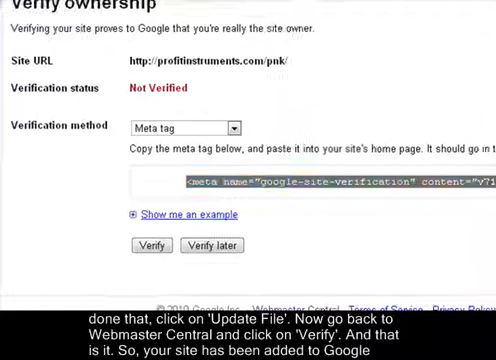 Verify ownership
Verifying your site proves to Google that you're really the site owner.
Site URL http://profitinstruments.com/pnk/
Verification status Not Verified
Verification method Meta tag
Copy the meta tag below, and paste it into your site's home page. It should go in t
<meta name="google-site-verification" content="v71
Show me an example
Verify Verify later
© 2010 Google Inc. Webmaster Central Terms of Service Privacy Policy
done that, click on 'Update File'. Now go back to
Webmaster Central and click on 'Verify'. And that
is it. So, your site has been added to Google